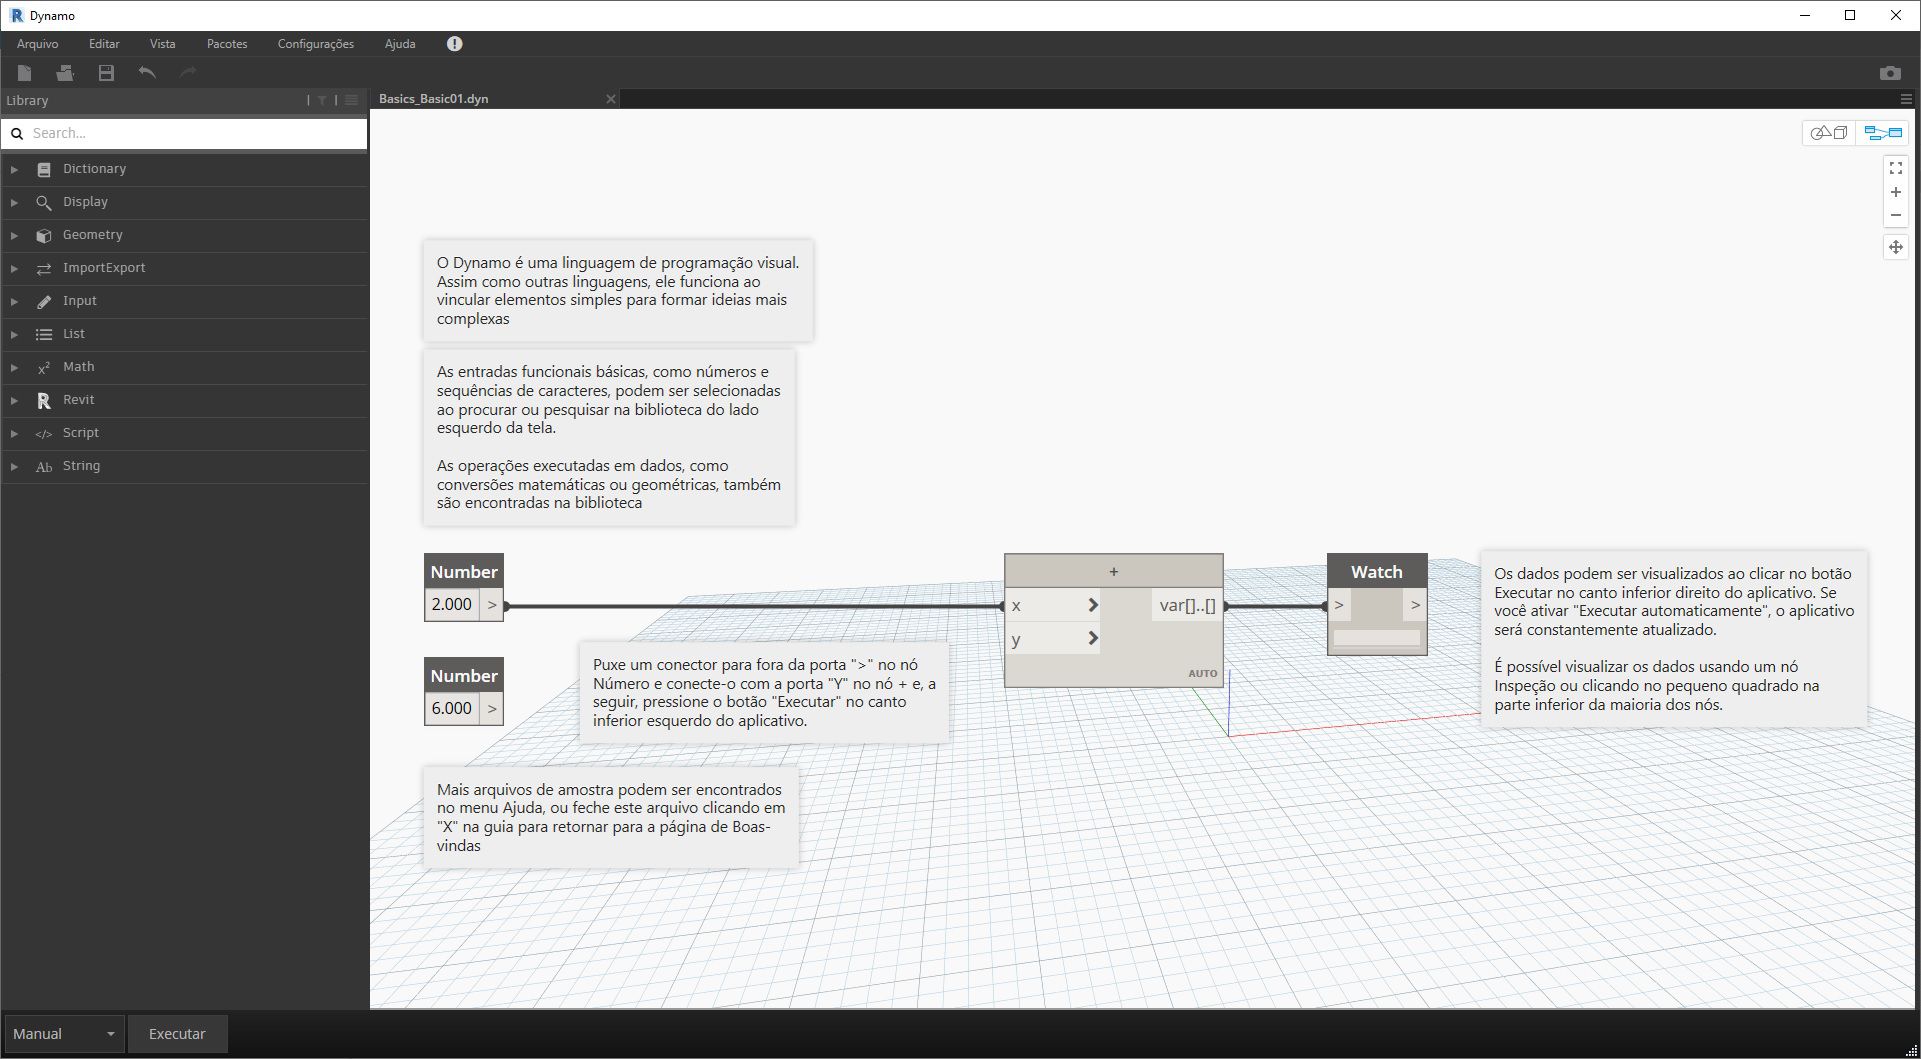 Dynamo
Arquivo Editar Vista Pacotes Configurações Ajuda
Library
Search...
Dictionary
Display
Geometry
ImportExport
Input
List
Math
Revit
Script
String
Basics_Basic01.dyn
O Dynamo é uma linguagem de programação visual.
Assim como outras linguagens, ele funciona ao
vincular elementos simples para formar ideias mais
complexas
As entradas funcionais básicas, como números e
sequências de caracteres, podem ser selecionadas
ao procurar ou pesquisar na biblioteca do lado
esquerdo da tela.
As operações executadas em dados, como
conversões matemáticas ou geométricas, também
são encontradas na biblioteca
Number
2.000 >
Number
6.000 >
Puxe um conector para fora da porta ">" no nó
Número e conecte-o com a porta "Y" no nó + e, a
seguir, pressione o botão "Executar" no canto
inferior esquerdo do aplicativo.
Mais arquivos de amostra podem ser encontrados
no menu Ajuda, ou feche este arquivo clicando em
"X" na guia para retornar para a página de Boas-
vindas
+
x var[]..[]
y
AUTO
Watch
> >
Os dados podem ser visualizados ao clicar no botão
Executar no canto inferior direito do aplicativo. Se
você ativar "Executar automaticamente", o aplicativo
será constantemente atualizado.
É possível visualizar os dados usando um nó
Inspeção ou clicando no pequeno quadrado na
parte inferior da maioria dos nós.
Manual Executar